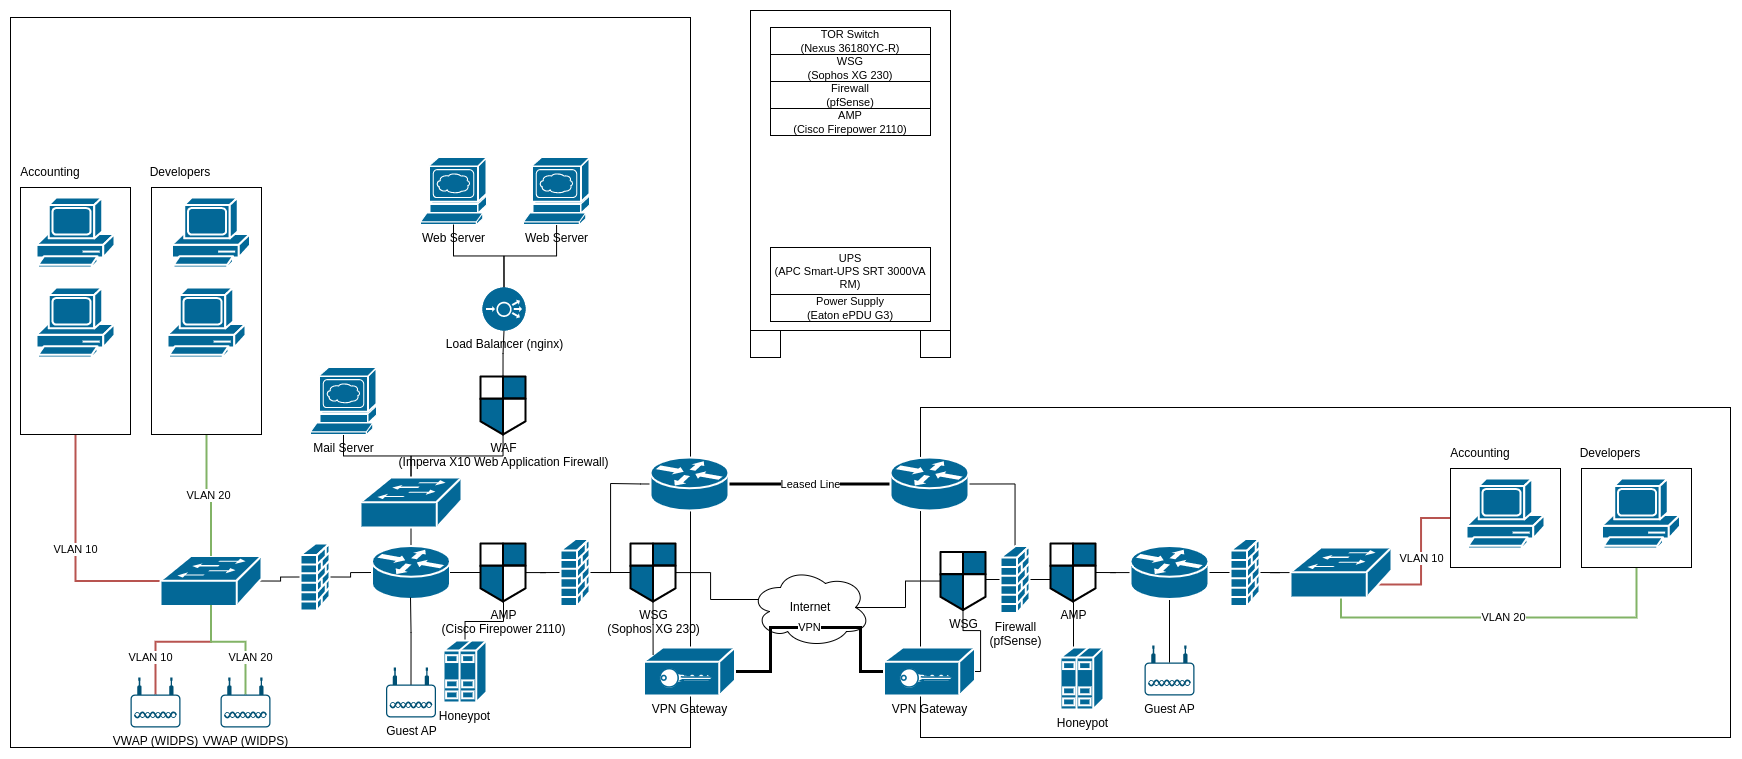 TOR Switch
(Nexus 36180YC-R)
WSG
(Sophos XG 230)
Firewall
(pfSense)
AMP
(Cisco Firepower 2110)
UPS
(APC Smart-UPS SRT 3000VA
RM)
Power Supply
(Eaton ePDU G3)
Accounting
Developers
Web Server
Web Server
Load Balancer (nginx)
Mail Server
WAF
(Imperva X10 Web Application Firewall)
VLAN 20
VLAN 10
AMP
(Cisco Firepower 2110)
WSG
(Sophos XG 230)
VLAN 10
VLAN 20
VWAP (WIDPS)
VWAP (WIDPS)
Guest AP
Honeypot
VPN Gateway
Leased Line
Internet
VPN
Accounting
Developers
VLAN 10
VLAN 20
WSG
Firewall
(pfSense)
AMP
VPN Gateway
Honeypot
Guest AP